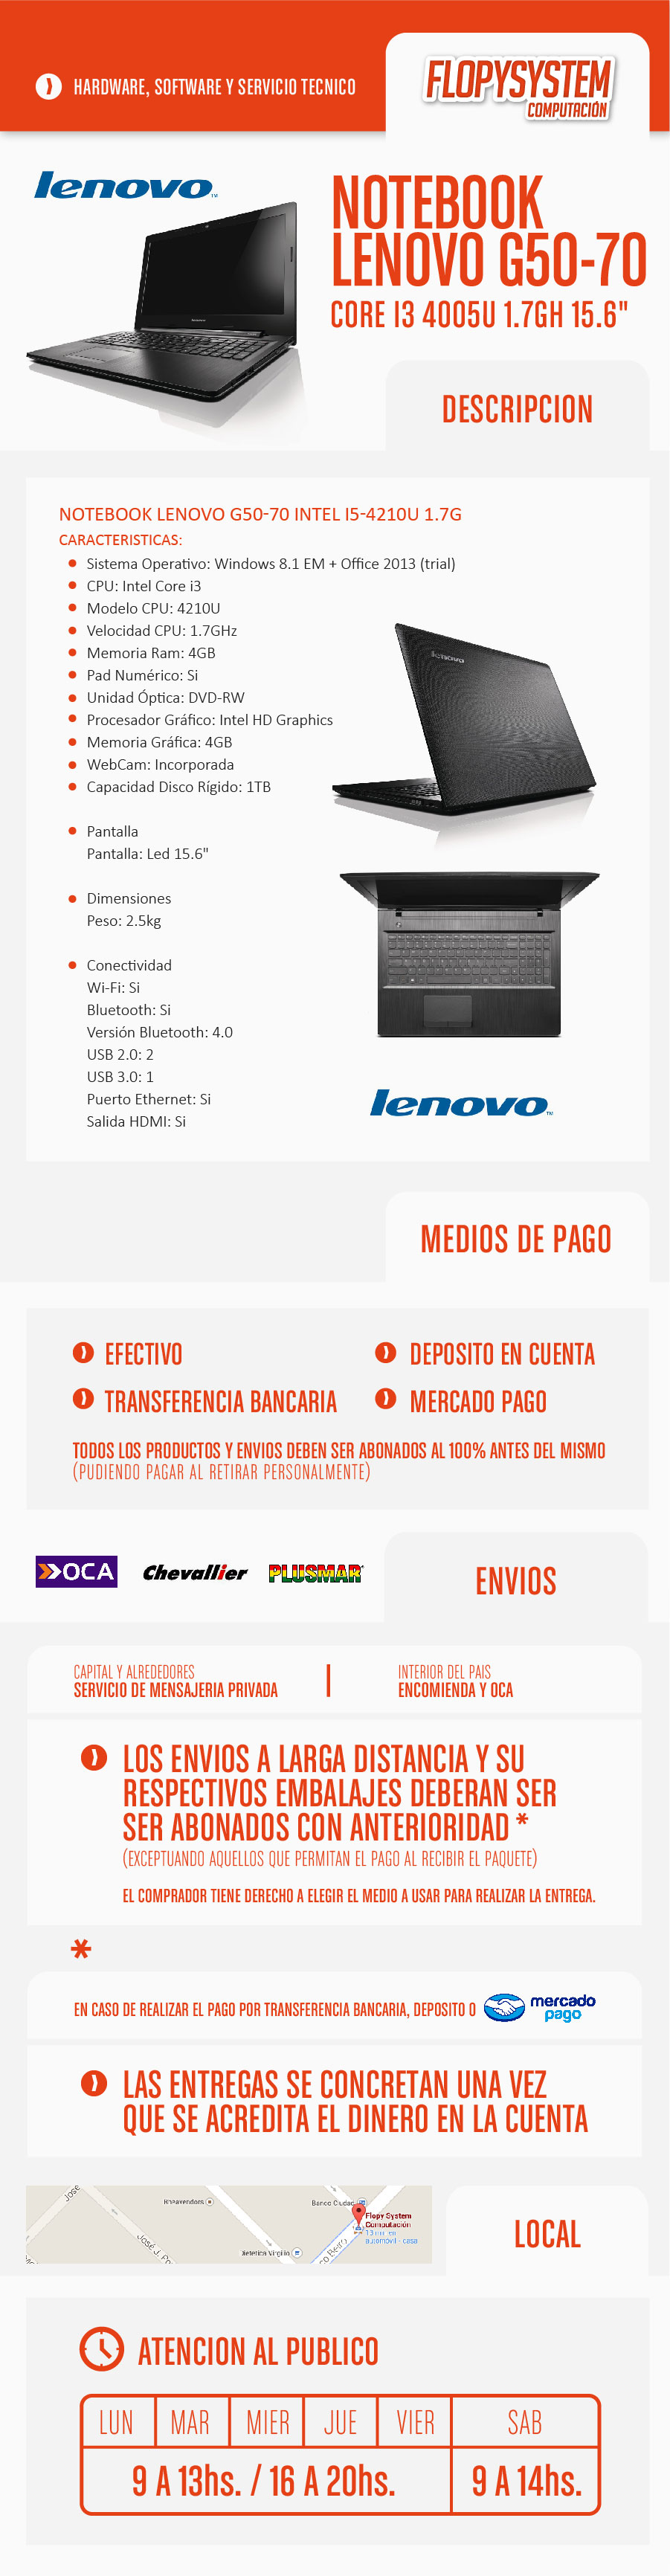 HARDWARE, SOFTWARE Y SERVICIO TECNICO
FLOPYSYSTEM
COMPUTACIÓN
lenovo
NOTEBOOK
LENOVO G50-70
CORE I3 4005U 1.7GH 15.6"
DESCRIPCION
NOTEBOOK LENOVO G50-70 INTEL I5-4210U 1.7G
CARACTERISTICAS:
Sistema Operativo: Windows 8.1 EM + Office 2013 (trial)
CPU: Intel Core i3
Modelo CPU: 4210U
Velocidad CPU: 1.7GHz
Memoria Ram: 4GB
Pad Numérico: Si
Unidad Óptica: DVD-RW
Procesador Gráfico: Intel HD Graphics
Memoria Gráfica: 4GB
WebCam: Incorporada
Capacidad Disco Rígido: 1TB
Pantalla
Pantalla: Led 15.6"
Dimensiones
Peso: 2.5kg
Conectividad
Wi-Fi: Si
Bluetooth: Si
Versión Bluetooth: 4.0
USB 2.0: 2
USB 3.0: 1
Puerto Ethernet: Si
Salida HDMI: Si
lenovo
lenovo
MEDIOS DE PAGO
EFECTIVO
DEPOSITO EN CUENTA
TRANSFERENCIA BANCARIA
MERCADO PAGO
TODOS LOS PRODUCTOS Y ENVIOS DEBEN SER ABONADOS AL 100% ANTES DEL MISMO
(PUDIENDO PAGAR AL RETIRAR PERSONALMENTE)
OCA
Chevallier
PLUSMAR
ENVIOS
CAPITAL Y ALREDEDORES
SERVICIO DE MENSAJERIA PRIVADA
INTERIOR DEL PAIS
ENCOMIENDA Y OCA
LOS ENVIOS A LARGA DISTANCIA Y SU
RESPECTIVOS EMBALAJES DEBERAN SER
SER ABONADOS CON ANTERIORIDAD *
(EXCEPTUANDO AQUELLOS QUE PERMITAN EL PAGO AL RECIBIR EL PAQUETE)
EL COMPRADOR TIENE DERECHO A ELEGIR EL MEDIO A USAR PARA REALIZAR LA ENTREGA.
*
EN CASO DE REALIZAR EL PAGO POR TRANSFERENCIA BANCARIA, DEPOSITO O
mercado
pago
LAS ENTREGAS SE CONCRETAN UNA VEZ
QUE SE ACREDITA EL DINERO EN LA CUENTA
José
José J.
Banco Ciudad
Flopy System
Computación
automóvil - casa
Atletico Virgilio
LOCAL
ATENCION AL PUBLICO
LUN MAR MIER JUE VIER SAB
9 A 13hs. / 16 A 20hs. 9 A 14hs.